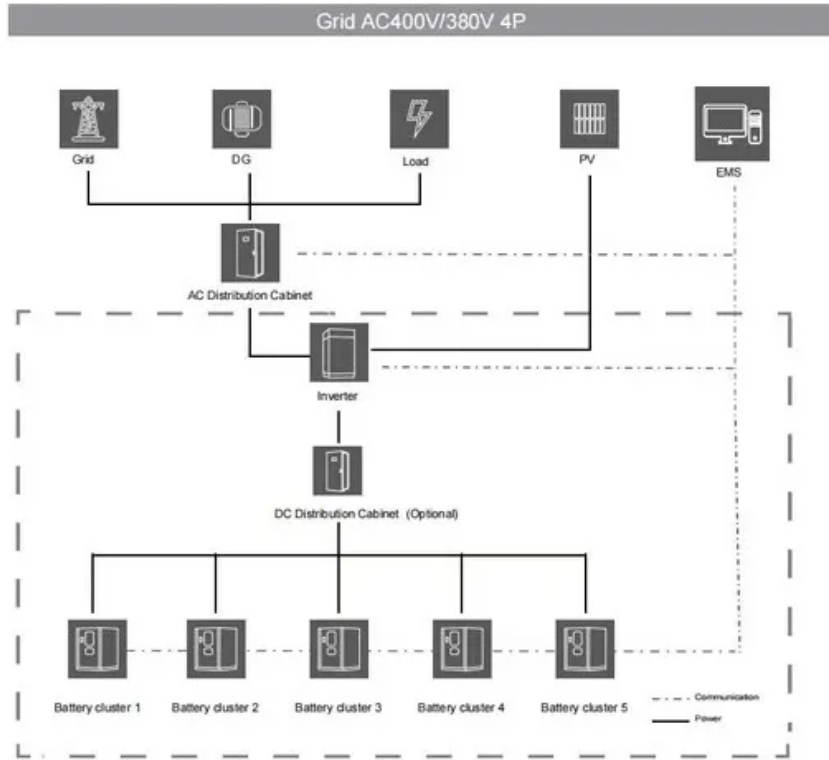 Grid AC400V/380V 4P
Grid
DG
Load
PV
EMS
AC Distribution Cabinet
Inverter
DC Distribution Cabinet (Optional)
Battery cluster 1
Battery cluster 2
Battery cluster 3
Battery cluster 4
Battery cluster 5
Communication
Power